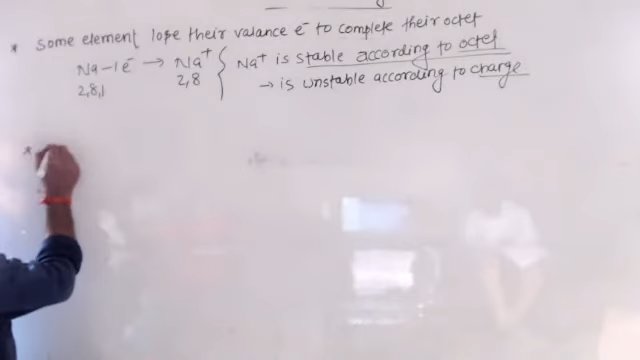 * some element lose their valance e⁻ to complete their octet
Na – 1e⁻ → Na⁺ { Na⁺ is stable according to octet
2,8,1 2,8 → is unstable according to charge
*